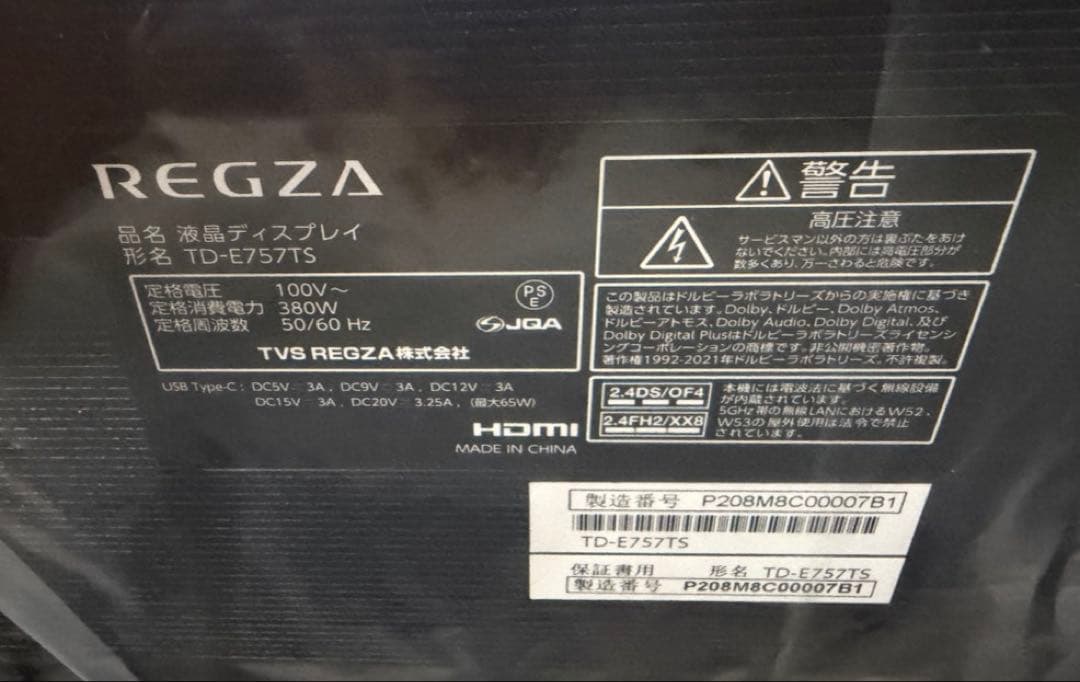 REGZA
品名 液晶ディスプレイ
形名 TD-E757TS
定格電圧 100V～
定格消費電力 380W
定格周波数 50/60 Hz
PS
E
JQA
TVS REGZA株式会社
USB Type-C : DC5V 3A , DC9V 3A , DC12V 3A
DC15V 3A , DC20V 3.25A , (最大65W)
HDMI
MADE IN CHINA
警告
高圧注意
サービスマン以外の方は裏ぶたをあけ
ないでください。内部には高電圧部分が
数多くあり、万一さわると危険です。
この製品はドルビーラボラトリーズからの実施権に基づき
製造されています。Dolby、ドルビー、Dolby Atmos、
ドルビーアトモス、Dolby Audio、Dolby Digital、及び
Dolby Digital Plusはドルビーラボラトリーズライセンシ
ングコーポレーションの商標です。非公開機密著作物。
著作権1992-2021年ドルビーラボラトリーズ。不許複製。
2.4DS/OF4
2.4FH2/XX8
本機には電波法に基づく無線設備
が内蔵されています。
5GHz 帯の無線LANにおけるW52、
W53の屋外使用は法令で禁止
されています。
製造番号 P208M8C00007B1
TD-E757TS
保証書用 形名 TD-E757TS
製造番号 P208M8C00007B1